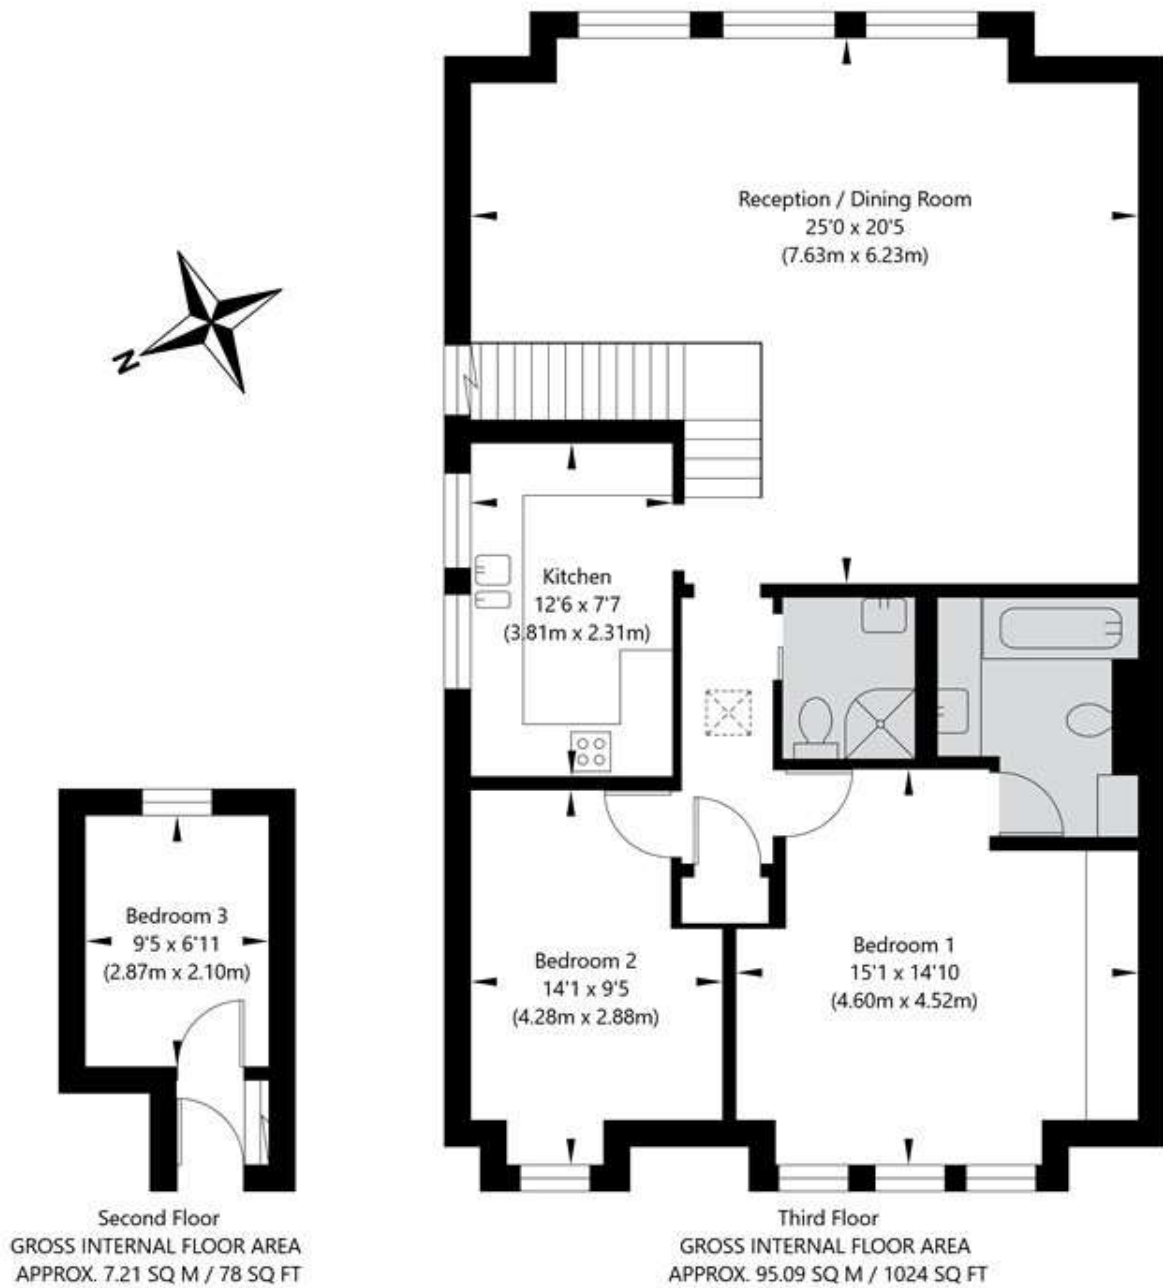 Reception / Dining Room
25'0 x 20'5
(7.63m x 6.23m)
N
Kitchen
12'6 x 7'7
(3.81m x 2.31m)
Bedroom 3
9'5 x 6'11
(2.87m x 2.10m)
Bedroom 2
14'1 x 9'5
(4.28m x 2.88m)
Bedroom 1
15'1 x 14'10
(4.60m x 4.52m)
Second Floor
GROSS INTERNAL FLOOR AREA
APPROX. 7.21 SQ M / 78 SQ FT
Third Floor
GROSS INTERNAL FLOOR AREA
APPROX. 95.09 SQ M / 1024 SQ FT